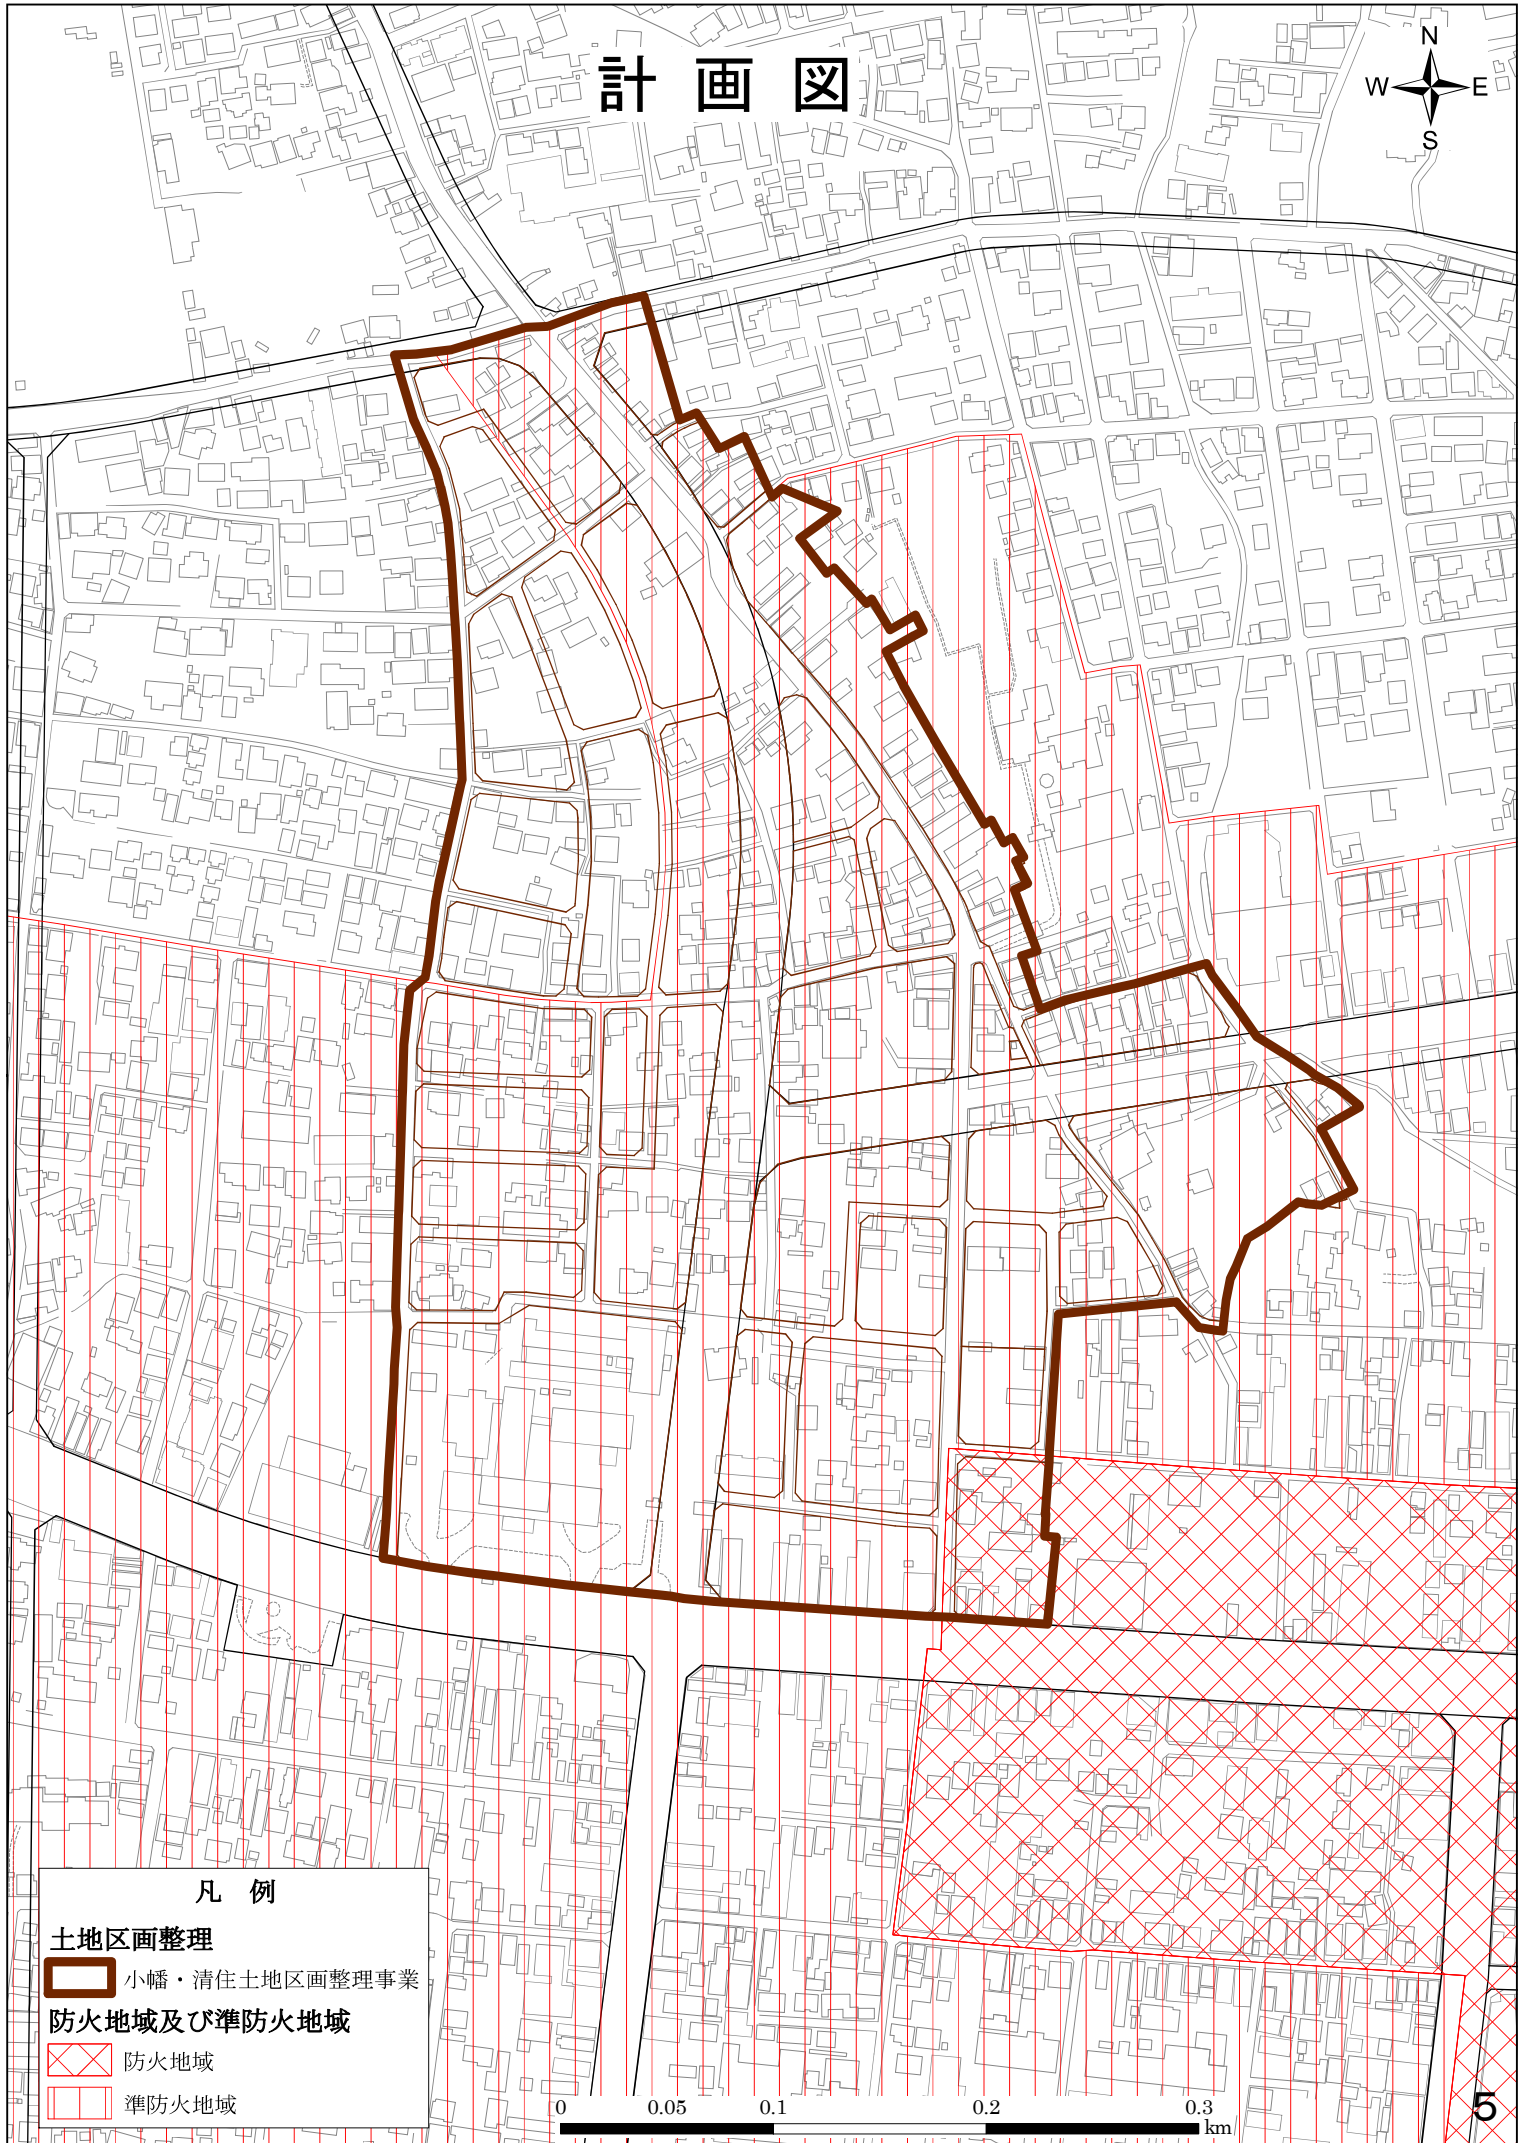 計画図
N
W E
S
凡 例
土地区画整理
小幡・清住土地区画整理事業
防火地域及び準防火地域
防火地域
準防火地域
0 0.05 0.1 0.2 0.3
km
5